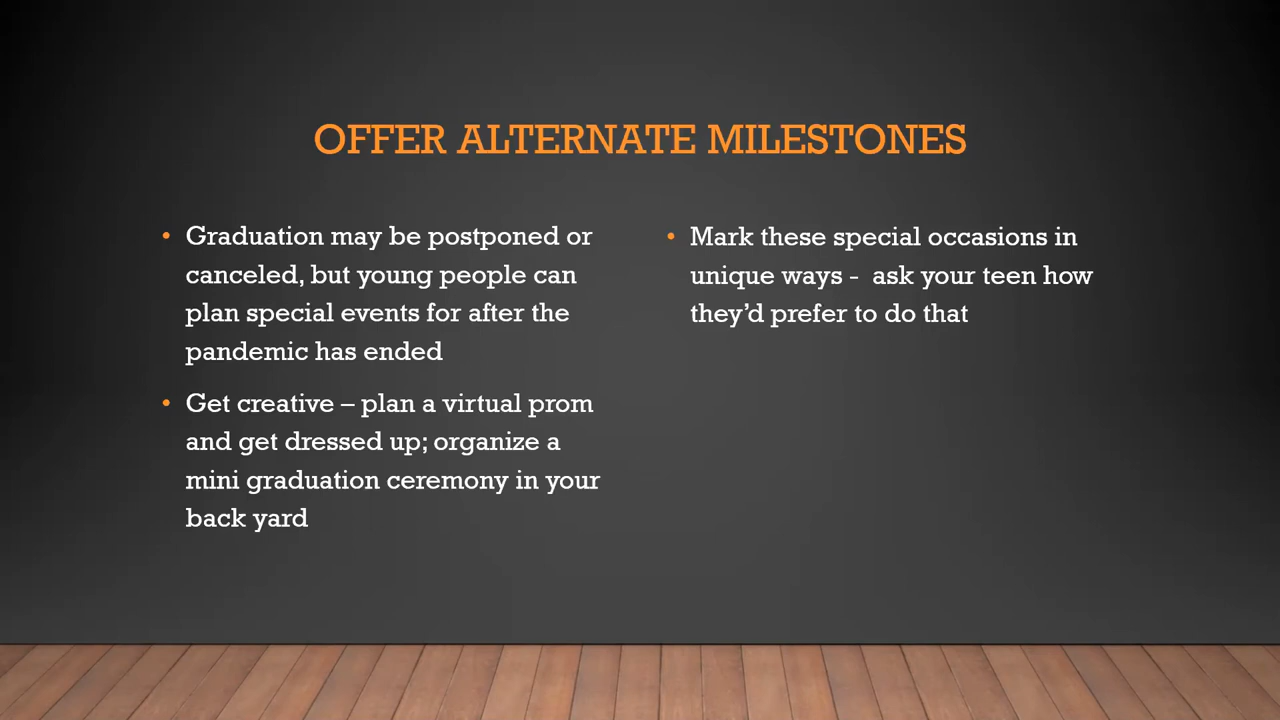 OFFER ALTERNATE MILESTONES
• Graduation may be postponed or
canceled, but young people can
plan special events for after the
pandemic has ended
• Get creative – plan a virtual prom
and get dressed up; organize a
mini graduation ceremony in your
back yard
• Mark these special occasions in
unique ways -  ask your teen how
they’d prefer to do that